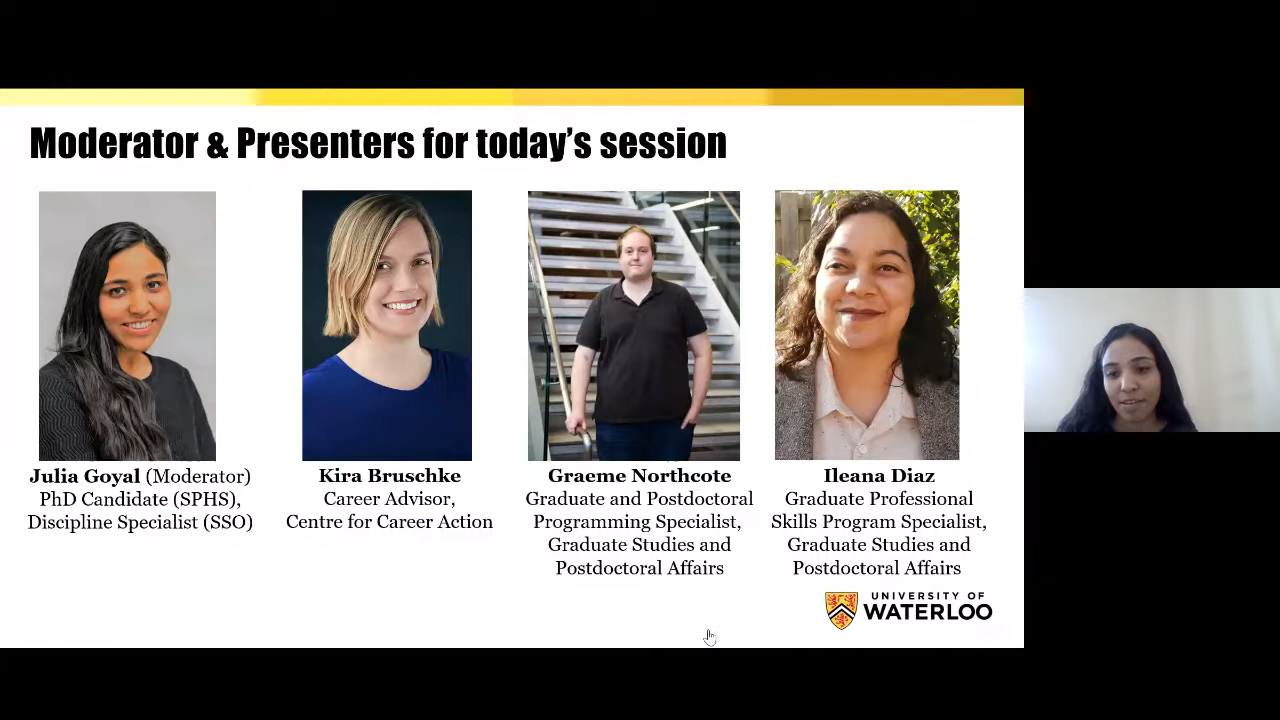 Moderator & Presenters for today's session
Julia Goyal (Moderator)
PhD Candidate (SPHS),
Discipline Specialist (SSO)
Kira Bruschke
Career Advisor,
Centre for Career Action
Graeme Northcote
Graduate and Postdoctoral
Programming Specialist,
Graduate Studies and
Postdoctoral Affairs
Ileana Diaz
Graduate Professional
Skills Program Specialist,
Graduate Studies and
Postdoctoral Affairs
UNIVERSITY OF
WATERLOO